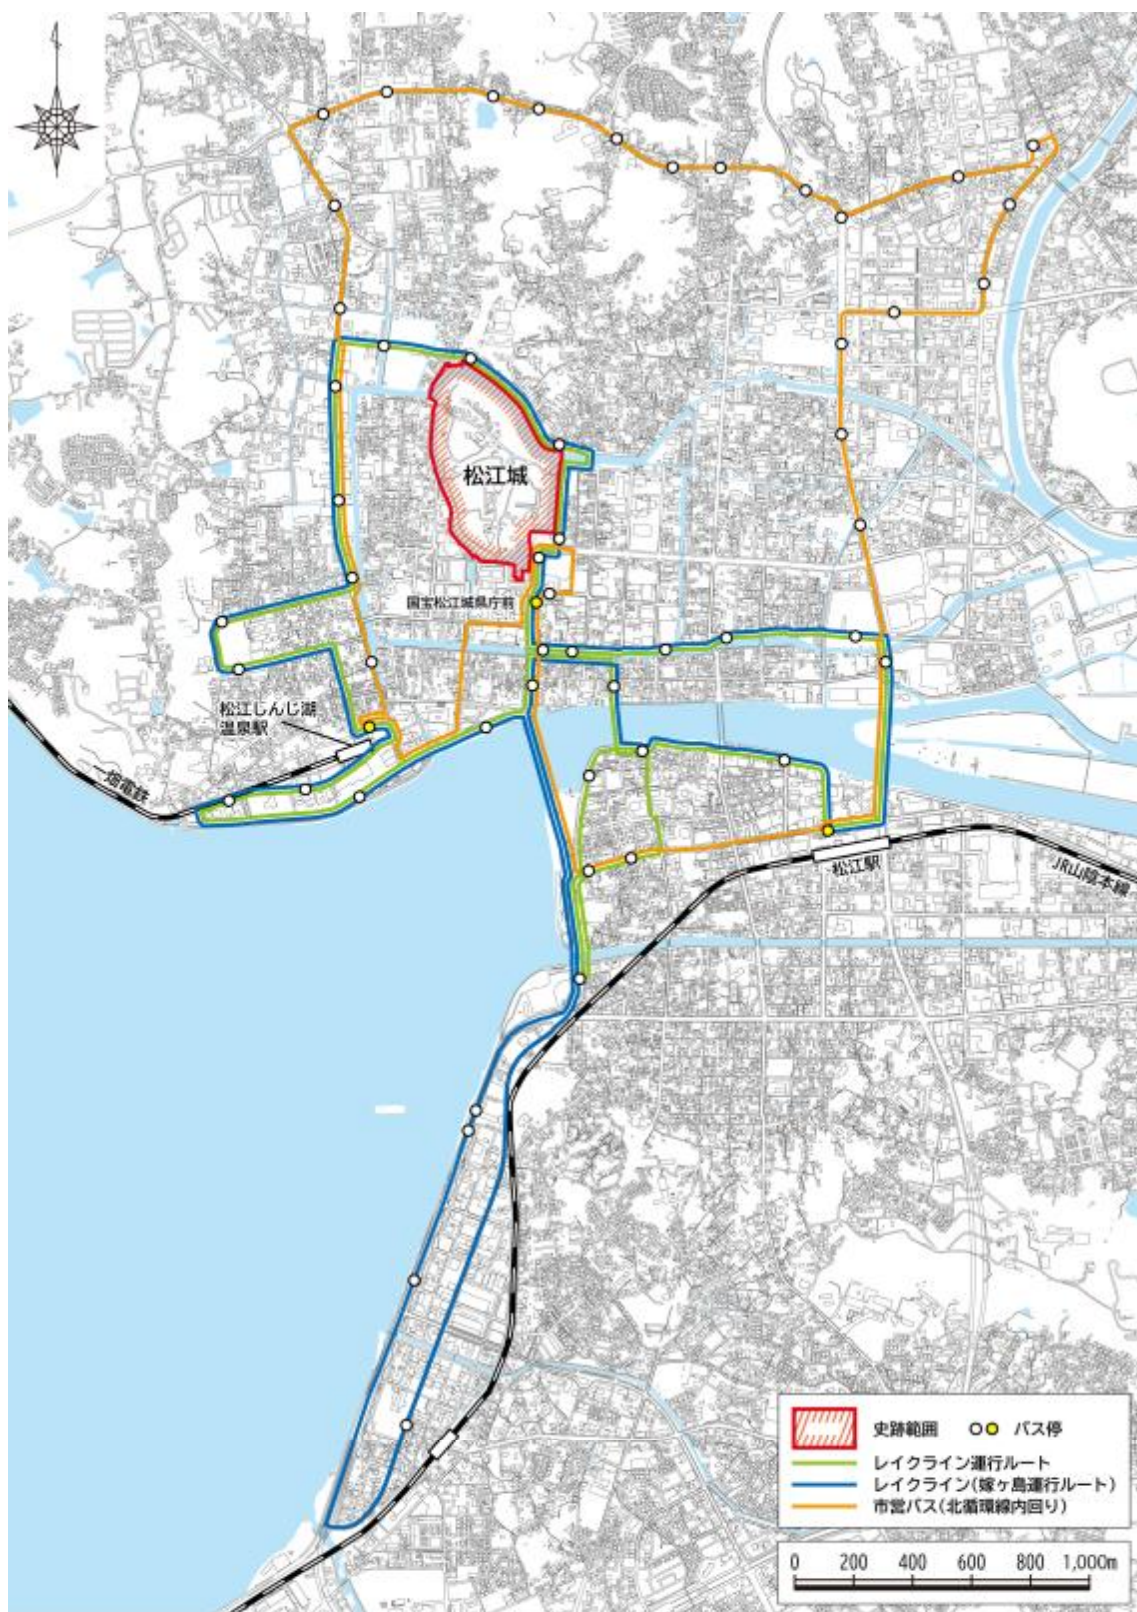 松江城
国宝松江城県庁前
松江しんじ湖
温泉駅
一畑電鉄
松江駅
JR山陰本線
史跡範囲
バス停
レイクライン運行ルート
レイクライン(嫁ヶ島運行ルート)
市営バス(北循環線内回り)
0 200 400 600 800 1,000m